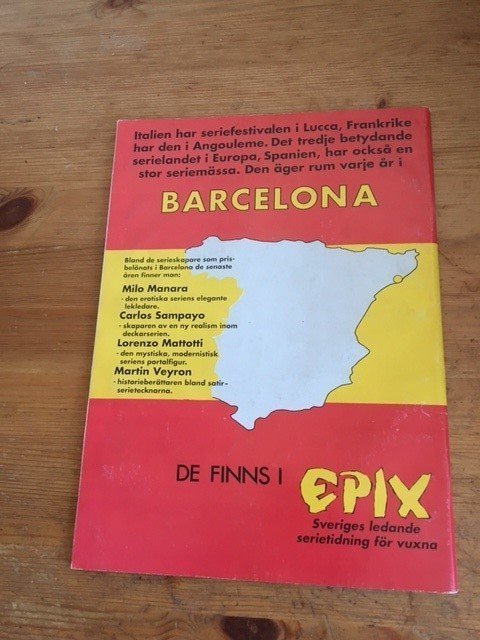 Italien har seriefestivalen i Lucca, Frankrike
har den i Angouleme. Det tredje betydande
serielandet i Europa, Spanien, har också en
stor seriemässa. Den äger rum varje år i
BARCELONA
Bland de serieskapare som pris-
belönats i Barcelona de senaste
åren finner man:
Milo Manara
- den erotiska seriens elegante
lekledare.
Carlos Sampayo
- skaparen av en ny realism inom
deckarserien.
Lorenzo Mattotti
- den mystiska, modernistisk
seriens portalfigur.
Martin Veyron
- historieberättaren bland satir-
serietecknarna.
DE FINNS I
EPIX
Sveriges ledande
serietidning för vuxna